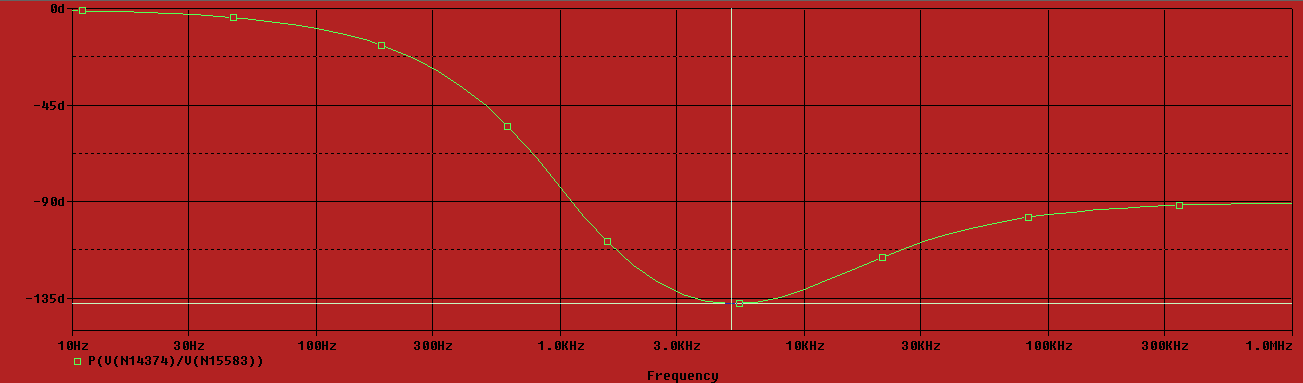 0d
-45d
-90d
-135d
10Hz 30Hz 100Hz 300Hz 1.0KHz 3.0KHz 10KHz 30KHz 100KHz 300KHz 1.0MHz
P(V(N14374)/V(N15583))
Frequency